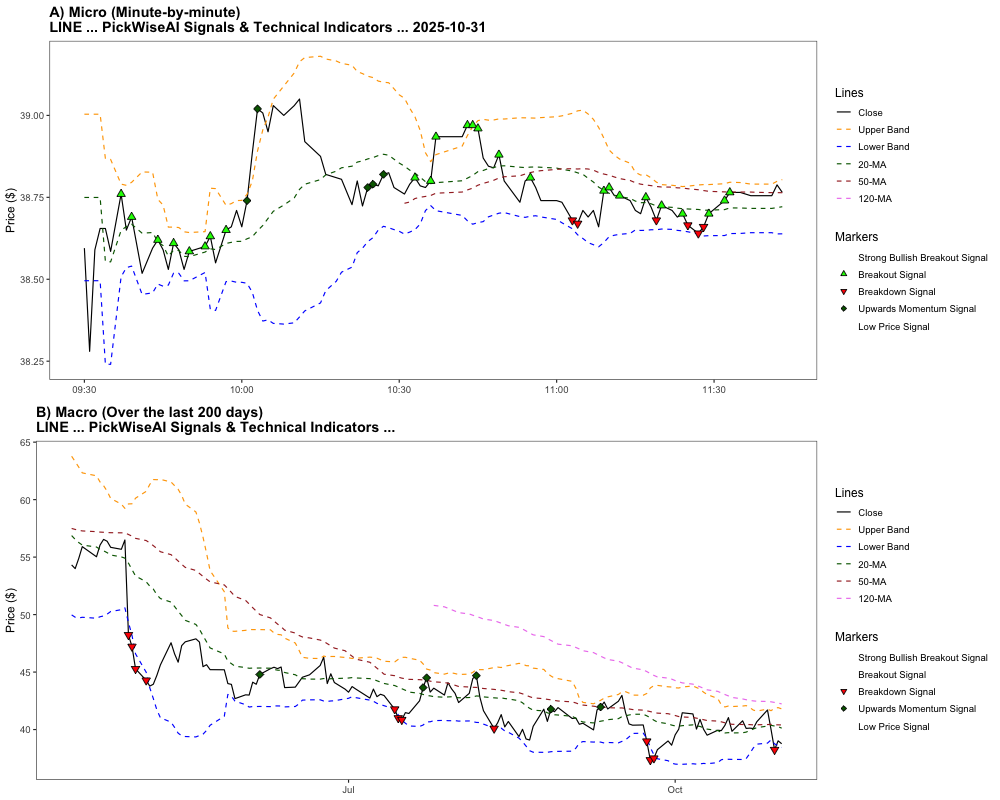 A) Micro (Minute-by-minute)
LINE ... PickWiseAI Signals & Technical Indicators ... 2025-10-31
Price ($)
39.00
38.75
38.50
38.25
09:30
10:00
10:30
11:00
11:30
Lines
Close
Upper Band
Lower Band
20-MA
50-MA
120-MA
Markers
Strong Bullish Breakout Signal
Breakout Signal
Breakdown Signal
Upwards Momentum Signal
Low Price Signal
B) Macro (Over the last 200 days)
LINE ... PickWiseAI Signals & Technical Indicators ...
Price ($)
65
60
55
50
45
40
Jul
Oct
Lines
Close
Upper Band
Lower Band
20-MA
50-MA
120-MA
Markers
Strong Bullish Breakout Signal
Breakout Signal
Breakdown Signal
Upwards Momentum Signal
Low Price Signal